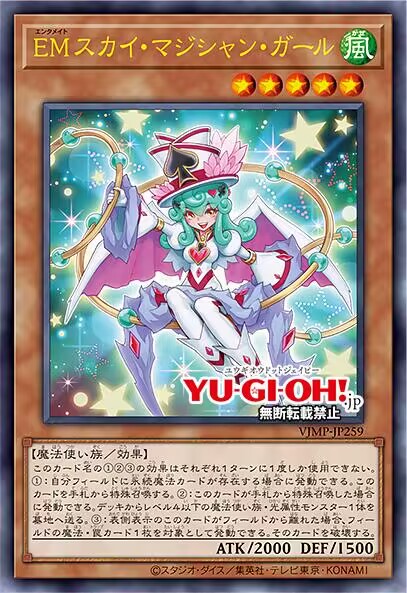 エンタメイト
EMスカイ・マジシャン・ガール
かぜ
風
ユウギオウドットジェイピー
YU-GI-OH!.jp
無断転載禁止
VJMP-JP259
【魔法使い族/効果】
このカード名の①②③の効果はそれぞれ1ターンに1度しか使用できない。
①:自分フィールドに永続魔法カードが存在する場合に発動できる。この
カードを手札から特殊召喚する。②:このカードが手札から特殊召喚した場合
に発動できる。デッキからレベル4以下の魔法使い族・光属性モンスター1体を
墓地へ送る。③:表側表示のこのカードがフィールドから離れた場合、フィー
ルドの魔法・罠カード1枚を対象として発動できる。そのカードを破壊する。
ATK/2000 DEF/1500
©スタジオ・ダイス/集英社・テレビ東京・KONAMI